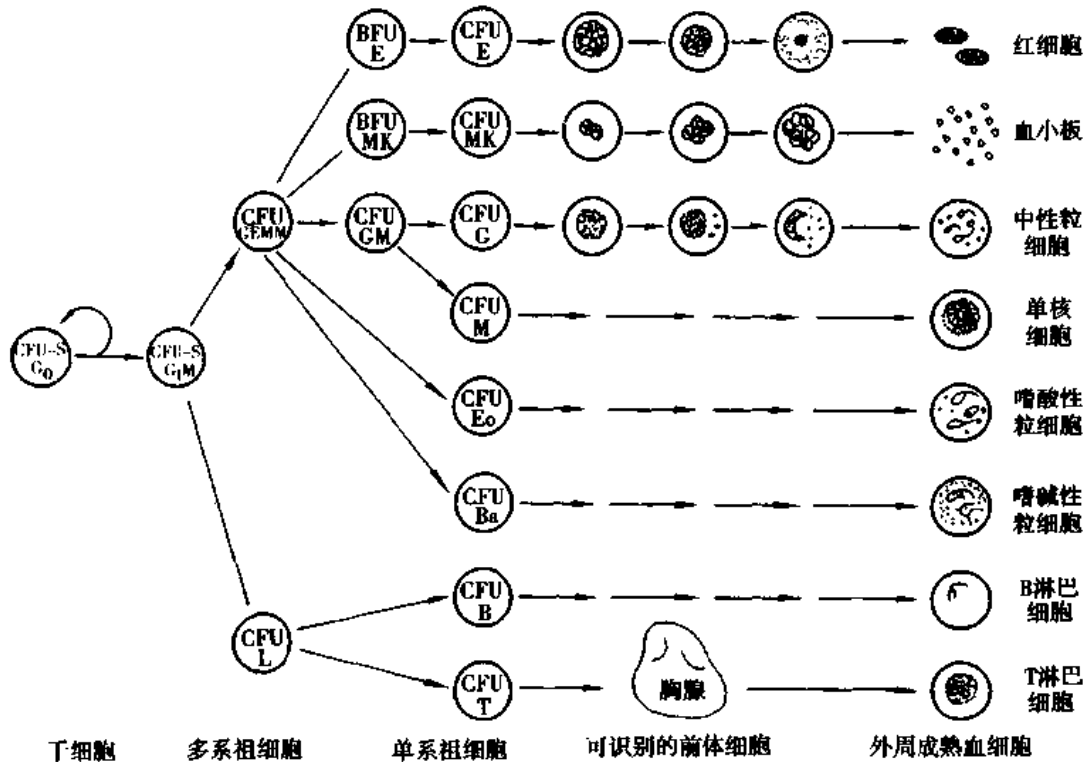 BFU
E
CFU
E
红细胞
BFU
MK
CFU
MK
血小板
CFU
GEMM
CFU
GM
CFU
G
中性粒
细胞
CFU
M
单核
细胞
CFU-S
G0
CFU-S
G1M
CFU
Eo
嗜酸性
粒细胞
CFU
Ba
嗜碱性
粒细胞
CFU
B
B淋巴
细胞
CFU
L
胸腺
CFU
T
T淋巴
细胞
干细胞
多系祖细胞
单系祖细胞
可识别的前体细胞
外周成熟血细胞